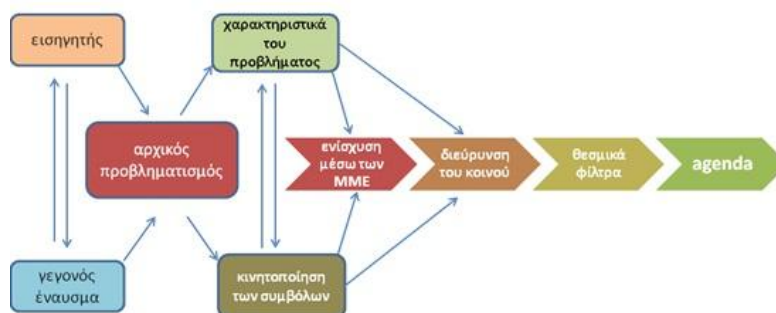 εισηγητής
χαρακτηριστικά
του
προβλήματος
αρχικός
προβληματισμός
ενίσχυση
μέσω των
ΜΜΕ
διεύρυνση
του κοινού
θεσμικά
φίλτρα
agenda
γεγονός
έναυσμα
κινητοποίηση
των συμβόλων